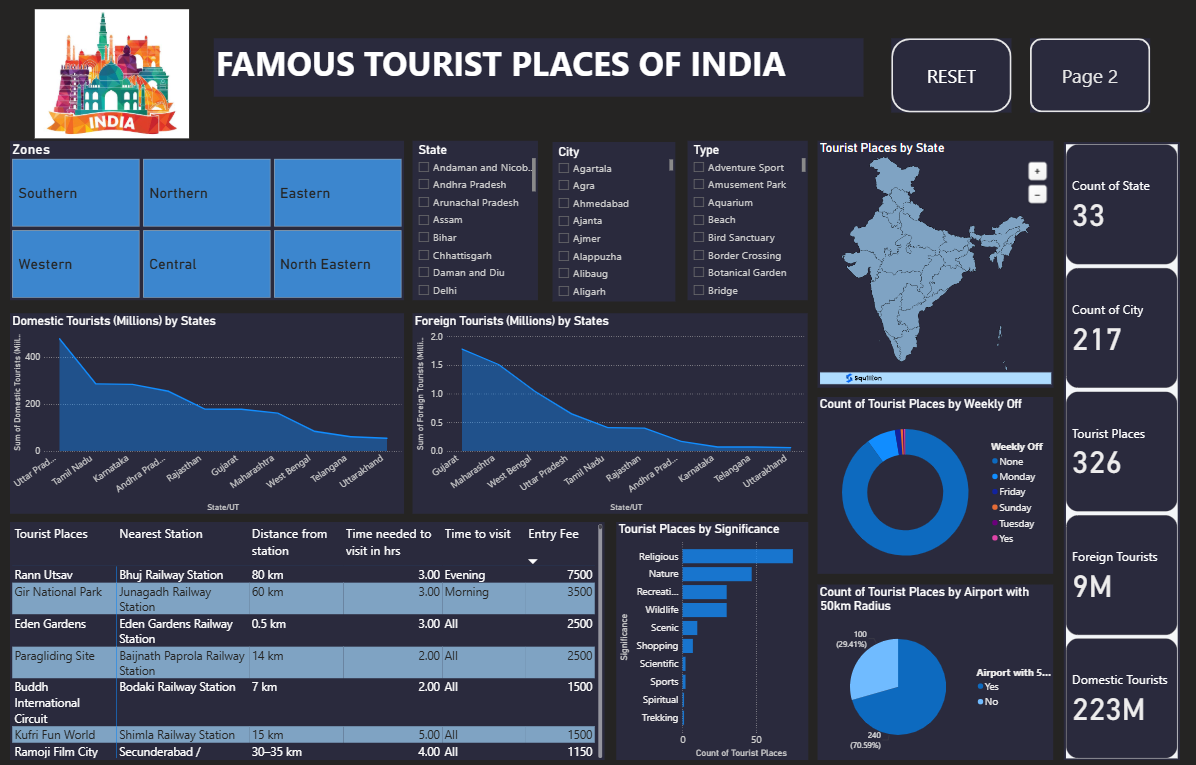 INDIA
FAMOUS TOURIST PLACES OF INDIA
RESET
Page 2
Zones
Southern
Northern
Eastern
Western
Central
North Eastern
State
Andaman and Nicob...
Andhra Pradesh
Arunachal Pradesh
Assam
Bihar
Chhattisgarh
Daman and Diu
Delhi
City
Agartala
Agra
Ahmedabad
Ajanta
Ajmer
Alappuzha
Alibaug
Aligarh
Type
Adventure Sport
Amusement Park
Aquarium
Beach
Bird Sanctuary
Border Crossing
Botanical Garden
Bridge
Tourist Places by State
+
−
Squillion
Count of State
33
Count of City
217
Tourist Places
326
Foreign Tourists
9M
Domestic Tourists
223M
Domestic Tourists (Millions) by States
Sum of Domestic Tourists (Mill...
400
200
0
Uttar Prad...
Tamil Nadu
Karnataka
Andhra Prad...
Rajasthan
Gujarat
Maharashtra
West Bengal
Telangana
Uttarakhand
State/UT
Foreign Tourists (Millions) by States
Sum of Foreign Tourists (Milli...
2.0
1.5
1.0
0.5
0.0
Gujarat
Maharashtra
West Bengal
Uttar Pradesh
Tamil Nadu
Rajasthan
Andhra Prad...
Karnataka
Telangana
Uttarakhand
State/UT
Count of Tourist Places by Weekly Off
Weekly Off
None
Monday
Friday
Sunday
Tuesday
Yes
Tourist Places Nearest Station Distance from station Time needed to visit in hrs Time to visit Entry Fee
Rann Utsav Bhuj Railway Station 80 km 3.00 Evening 7500
Gir National Park Junagadh Railway Station 60 km 3.00 Morning 3500
Eden Gardens Eden Gardens Railway Station 0.5 km 3.00 All 2500
Paragliding Site Baijnath Paprola Railway Station 14 km 2.00 All 2500
Buddh International Circuit Bodaki Railway Station 7 km 2.00 All 1500
Kufri Fun World Shimla Railway Station 15 km 5.00 All 1500
Ramoji Film City Secunderabad / 30–35 km 4.00 All 1150
Tourist Places by Significance
Significance
Religious
Nature
Recreati...
Wildlife
Scenic
Shopping
Scientific
Sports
Spiritual
Trekking
0
50
Count of Tourist Places
Count of Tourist Places by Airport with
50km Radius
100
(29.41%)
240
(70.59%)
Airport with 5...
Yes
No